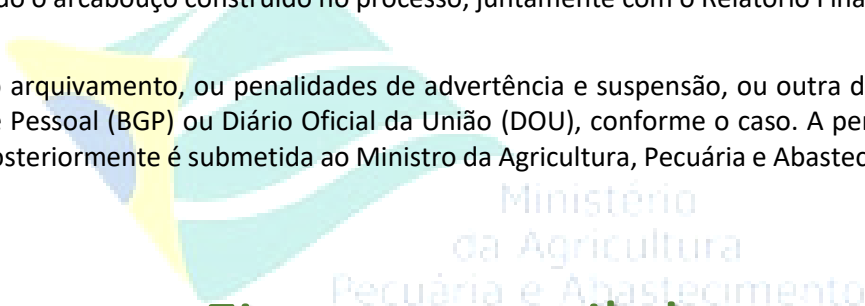 do o arcabouço construído no processo, juntamente com o Relatório Fina
o arquivamento, ou penalidades de advertência e suspensão, ou outra d
e Pessoal (BGP) ou Diário Oficial da União (DOU), conforme o caso. A pe
osteriormente é submetida ao Ministro da Agricultura, Pecuária e Abastec
Ministério
da Agricultura
Pecuária e Abastecimento